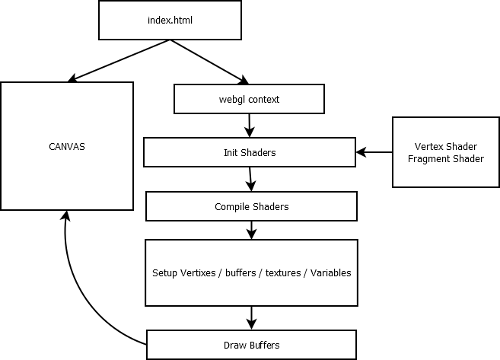 index.html
webgl context
CANVAS
Init Shaders
Vertex Shader
Fragment Shader
Compile Shaders
Setup Vertixes / buffers / textures / Variables
Draw Buffers